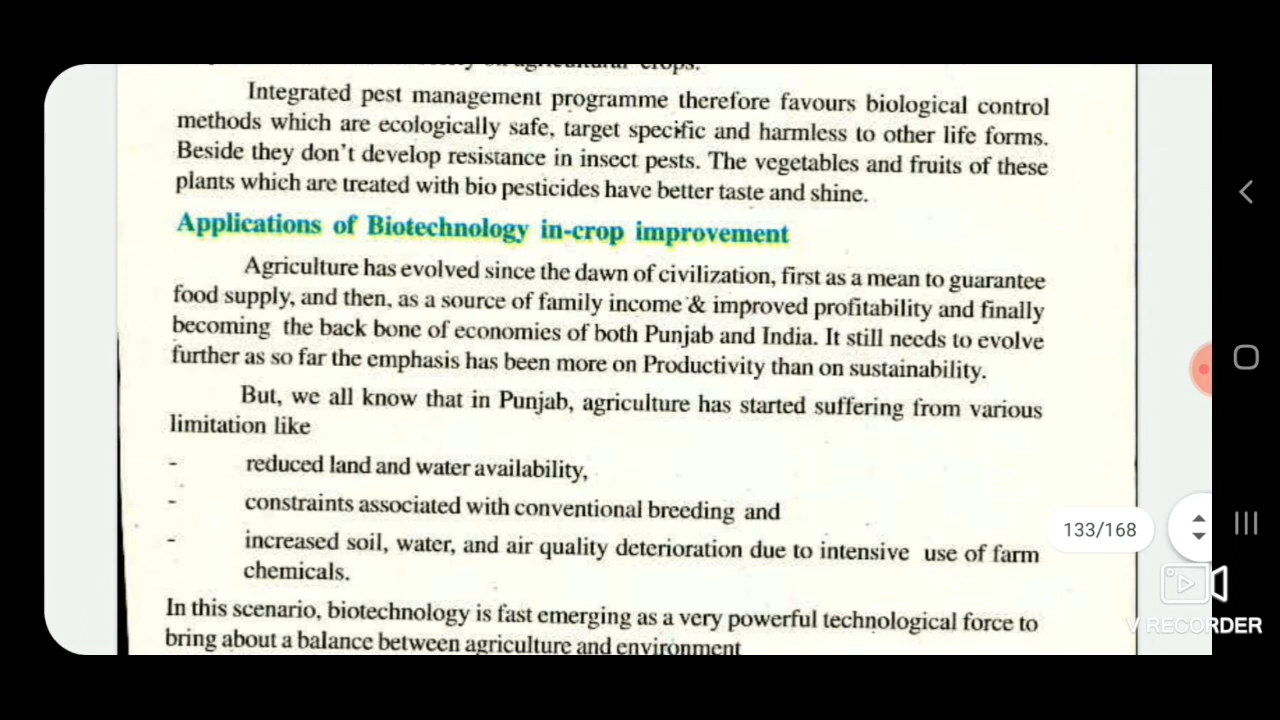 agricultural crops.
Integrated pest management programme therefore favours biological control
methods which are ecologically safe, target specific and harmless to other life forms.
Beside they don't develop resistance in insect pests. The vegetables and fruits of these
plants which are treated with bio pesticides have better taste and shine.
Applications of Biotechnology in-crop improvement
Agriculture has evolved since the dawn of civilization, first as a mean to guarantee
food supply, and then, as a source of family income & improved profitability and finally
becoming the back bone of economies of both Punjab and India. It still needs to evolve
further as so far the emphasis has been more on Productivity than on sustainability.
But, we all know that in Punjab, agriculture has started suffering from various
limitation like
- reduced land and water availability,
- constraints associated with conventional breeding and
- increased soil, water, and air quality deterioration due to intensive use of farm
chemicals.
In this scenario, biotechnology is fast emerging as a very powerful technological force to
bring about a balance between agriculture and environment
133/168
V RECORDER